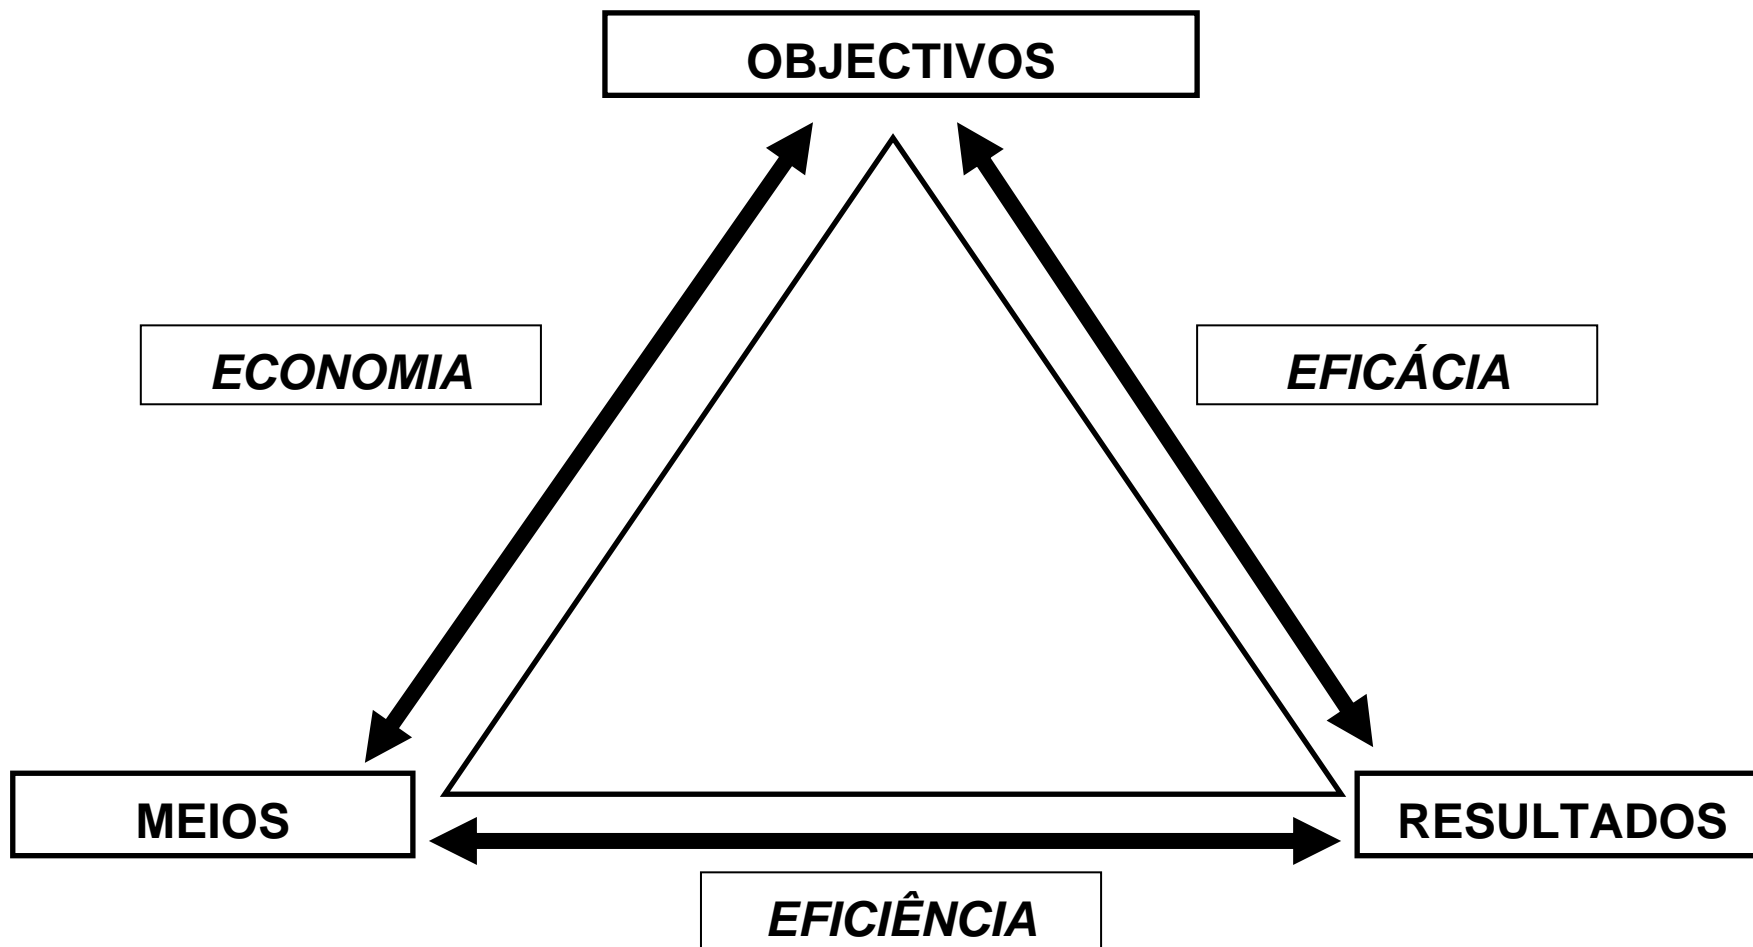 OBJECTIVOS
ECONOMIA
EFICÁCIA
MEIOS
RESULTADOS
EFICIÊNCIA